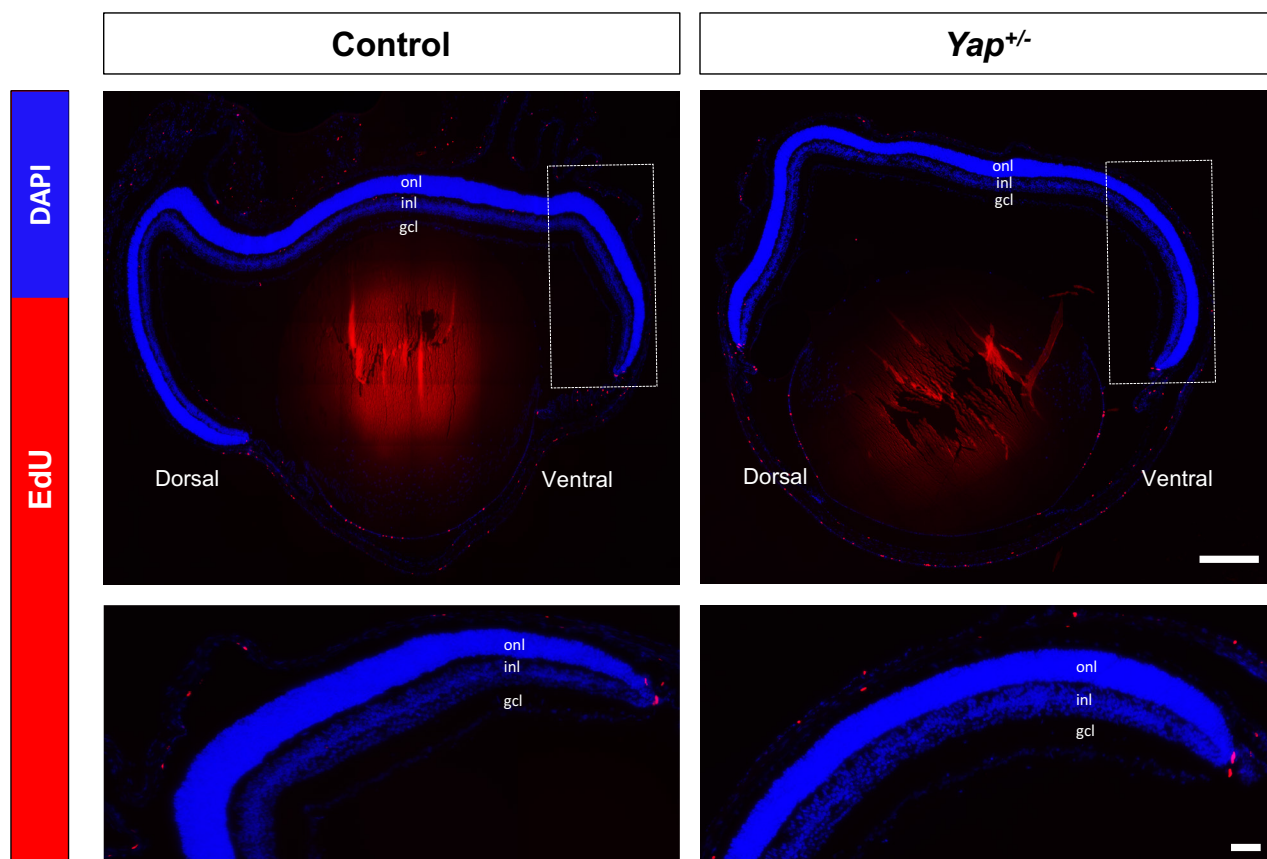 Control
Yap+/-
DAPI
EdU
onl
inl
gcl
Dorsal
Ventral
onl
inl
gcl
Dorsal
Ventral
onl
inl
gcl
onl
inl
gcl